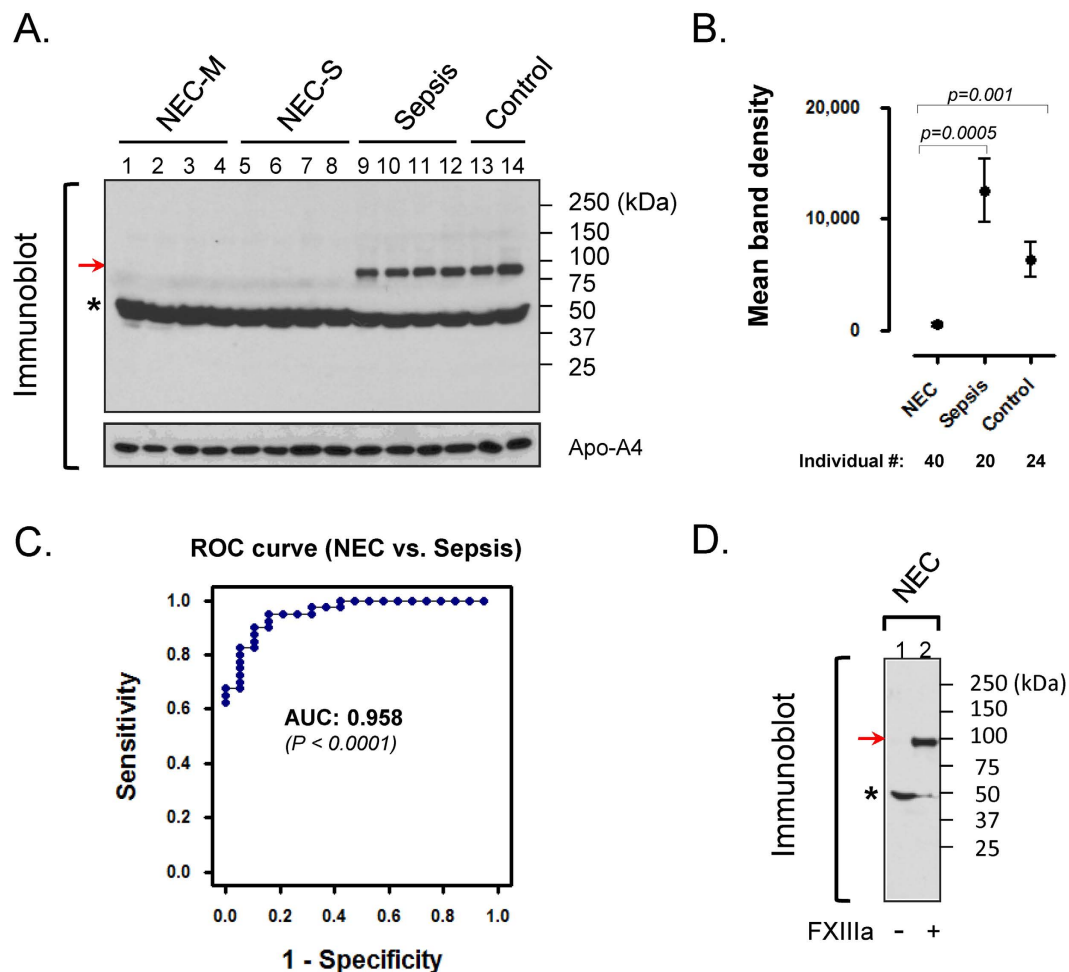 A.
NEC-M
NEC-S
Sepsis
Control
1 2 3 4 5 6 7 8 9 10 11 12 13 14
Immunoblot
*
250 (kDa)
150
100
75
50
37
25
Apo-A4
B.
Mean band density
20,000
10,000
0
p=0.001
p=0.0005
NEC
Sepsis
Control
Individual #: 40 20 24
C.
ROC curve (NEC vs. Sepsis)
Sensitivity
1.0
0.8
0.6
0.4
0.2
0.0
AUC: 0.958
(P < 0.0001)
0.0 0.2 0.4 0.6 0.8 1.0
1 - Specificity
D.
NEC
1 2
Immunoblot
*
250 (kDa)
150
100
75
50
37
25
FXIIIa - +